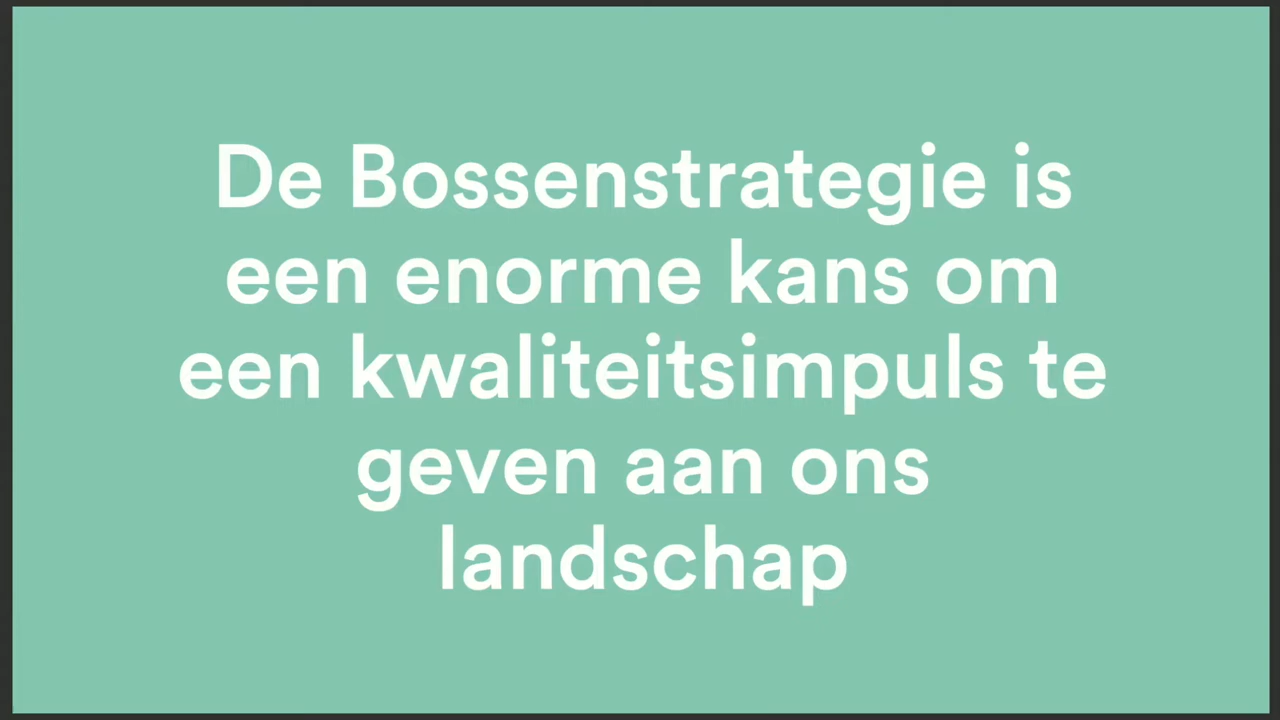 De Bossenstrategie is
een enorme kans om
een kwaliteitsimpuls te
geven aan ons
landschap